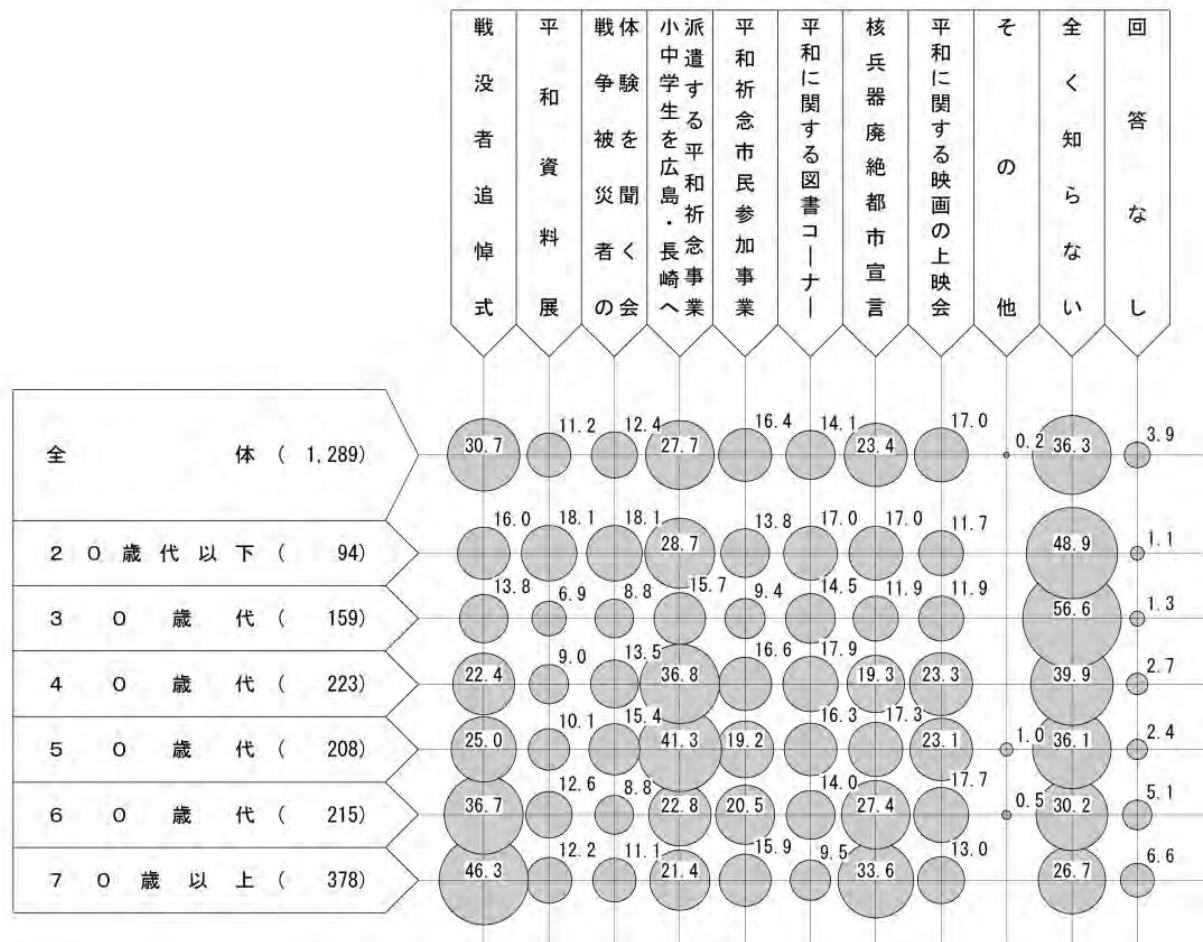 戦没者追悼式
平和資料展
戦争被災者の
体験を聞く会
小中学生を広島・長崎へ
派遣する平和祈念事業
平和祈念市民参加事業
平和に関する図書コーナー
核兵器廃絶都市宣言
平和に関する映画の上映会
その他
全く知らない
回答なし
全体(1,289) 30.7 11.2 12.4 27.7 16.4 14.1 23.4 17.0 0.2 36.3 3.9
20歳代以下(94) 16.0 18.1 18.1 28.7 13.8 17.0 17.0 11.7 48.9 1.1
30歳代(159) 13.8 6.9 8.8 15.7 9.4 14.5 11.9 11.9 56.6 1.3
40歳代(223) 22.4 9.0 13.5 36.8 16.6 17.9 19.3 23.3 39.9 2.7
50歳代(208) 25.0 10.1 15.4 41.3 19.2 16.3 17.3 23.1 1.0 36.1 2.4
60歳代(215) 36.7 12.6 8.8 22.8 20.5 14.0 27.4 17.7 0.5 30.2 5.1
70歳以上(378) 46.3 12.2 11.1 21.4 15.9 9.5 33.6 13.0 26.7 6.6